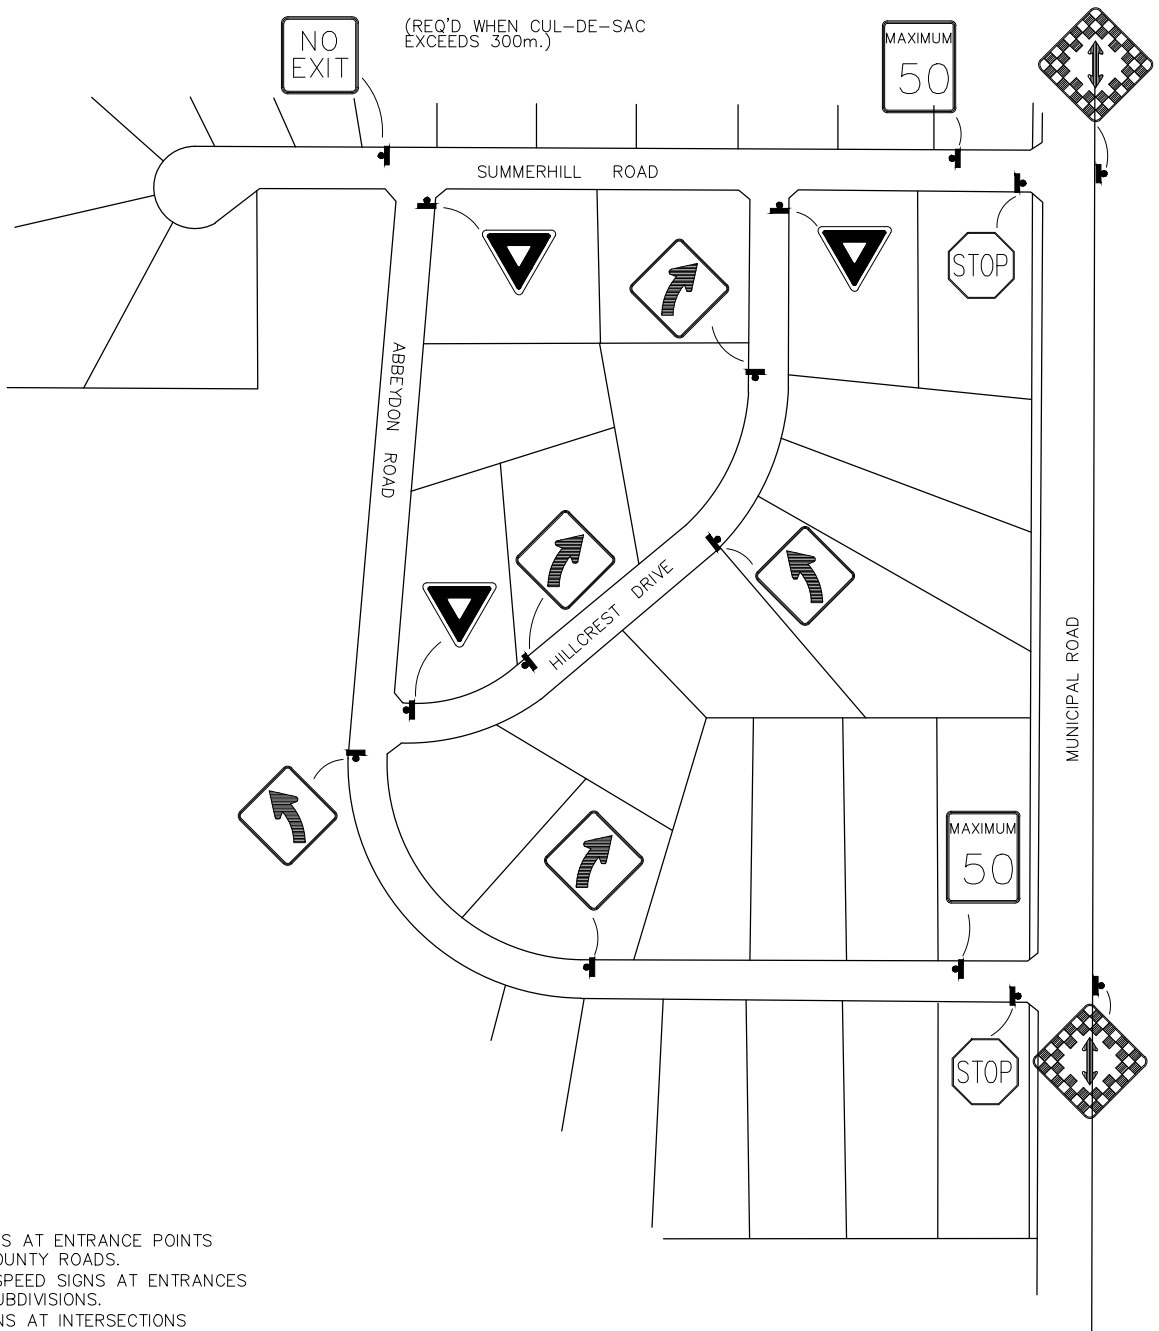 NO
EXIT
(REQ'D WHEN CUL-DE-SAC
EXCEEDS 300m.)
MAXIMUM
50
SUMMERHILL ROAD
STOP
ABBEYDON ROAD
HILLCREST DRIVE
MUNICIPAL ROAD
MAXIMUM
50
STOP
S AT ENTRANCE POINTS
OUNTY ROADS.
SPEED SIGNS AT ENTRANCES
UBDIVISIONS.
NS AT INTERSECTIONS